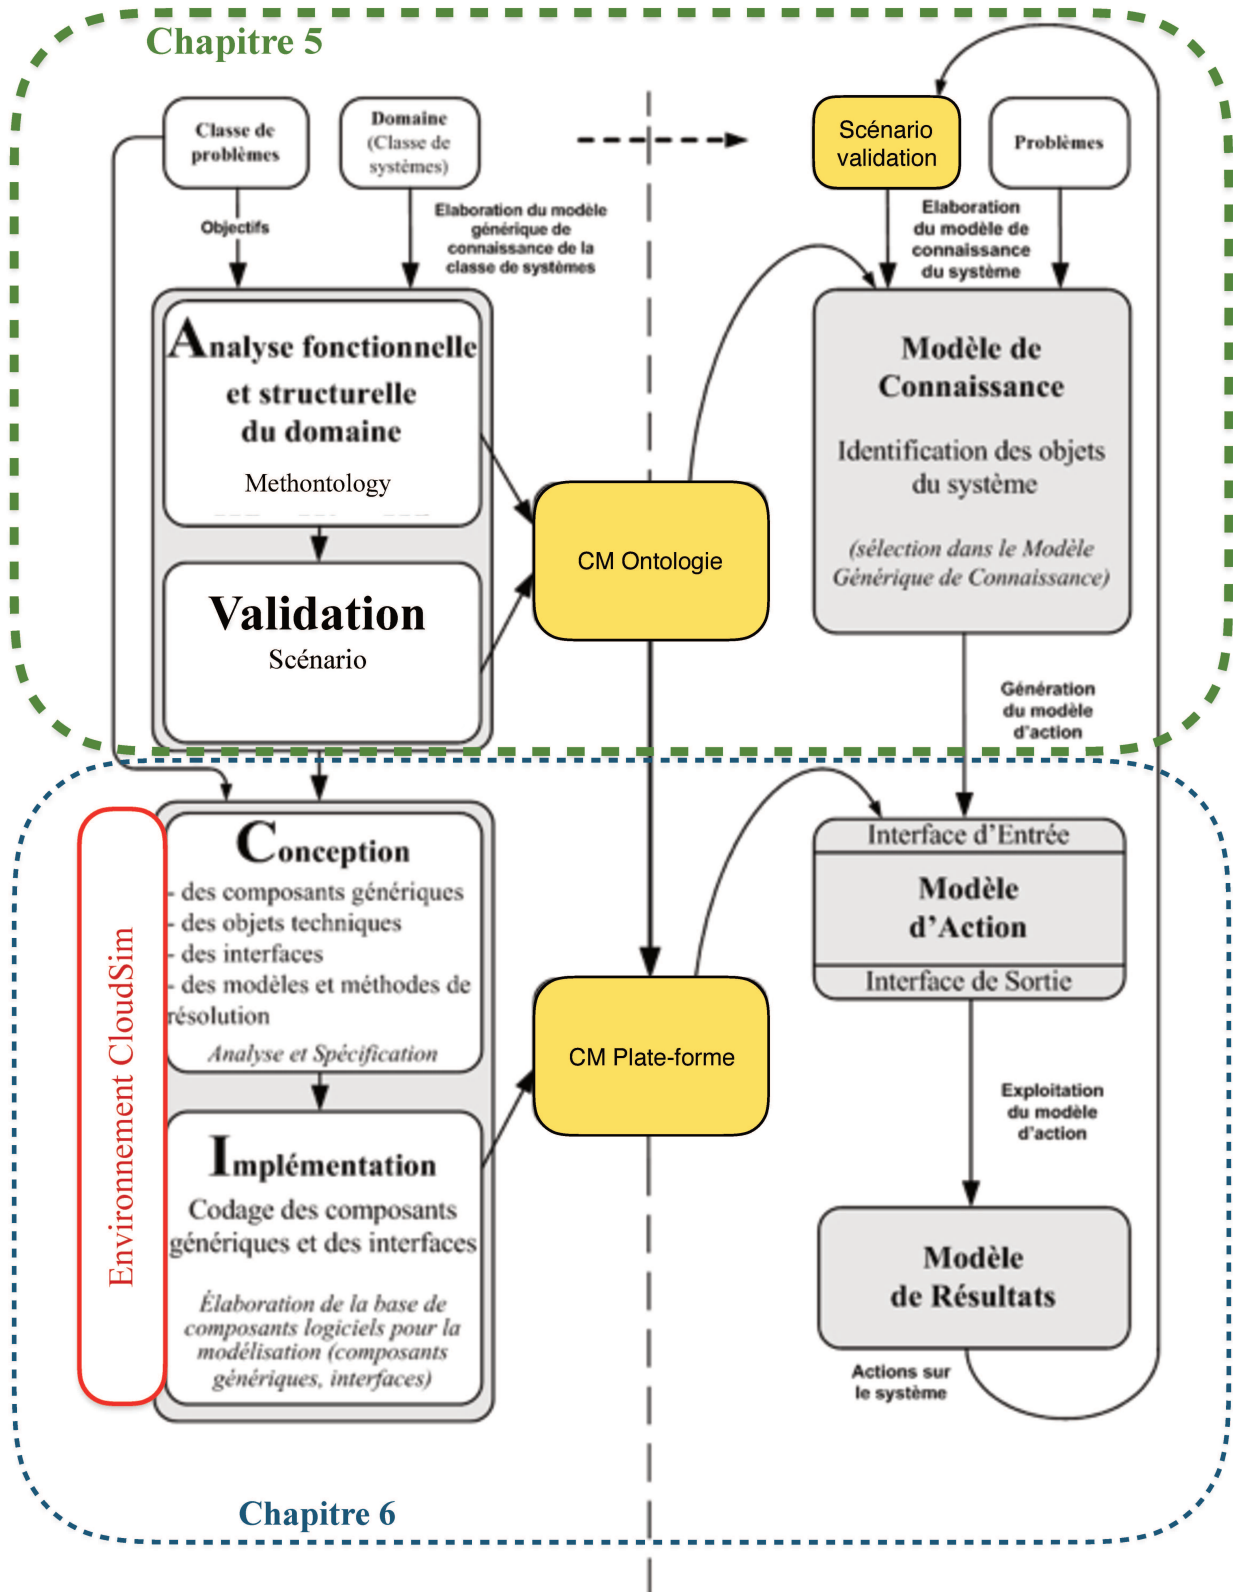 Chapitre 5
Classe de
problèmes
Domaine
(Classe de
systèmes)
Scénario
validation
Problèmes
Objectifs
Elaboration du modèle
générique de
connaissance de la
classe de systèmes
Elaboration
du modèle de
connaissance
du système
Analyse fonctionnelle
et structurelle
du domaine
Methontology
Validation
Scénario
CM Ontologie
Modèle de
Connaissance
Identification des objets
du système
(sélection dans le Modèle
Générique de Connaissance)
Génération
du modèle
d'action
Environnement CloudSim
Conception
- des composants génériques
- des objets techniques
- des interfaces
- des modèles et méthodes de
résolution
Analyse et Spécification
Implémentation
Codage des composants
génériques et des interfaces
Élaboration de la base de
composants logiciels pour la
modélisation (composants
génériques, interfaces)
CM Plate-forme
Interface d'Entrée
Modèle
d'Action
Interface de Sortie
Exploitation
du modèle
d'action
Modèle
de Résultats
Actions sur
le système
Chapitre 6